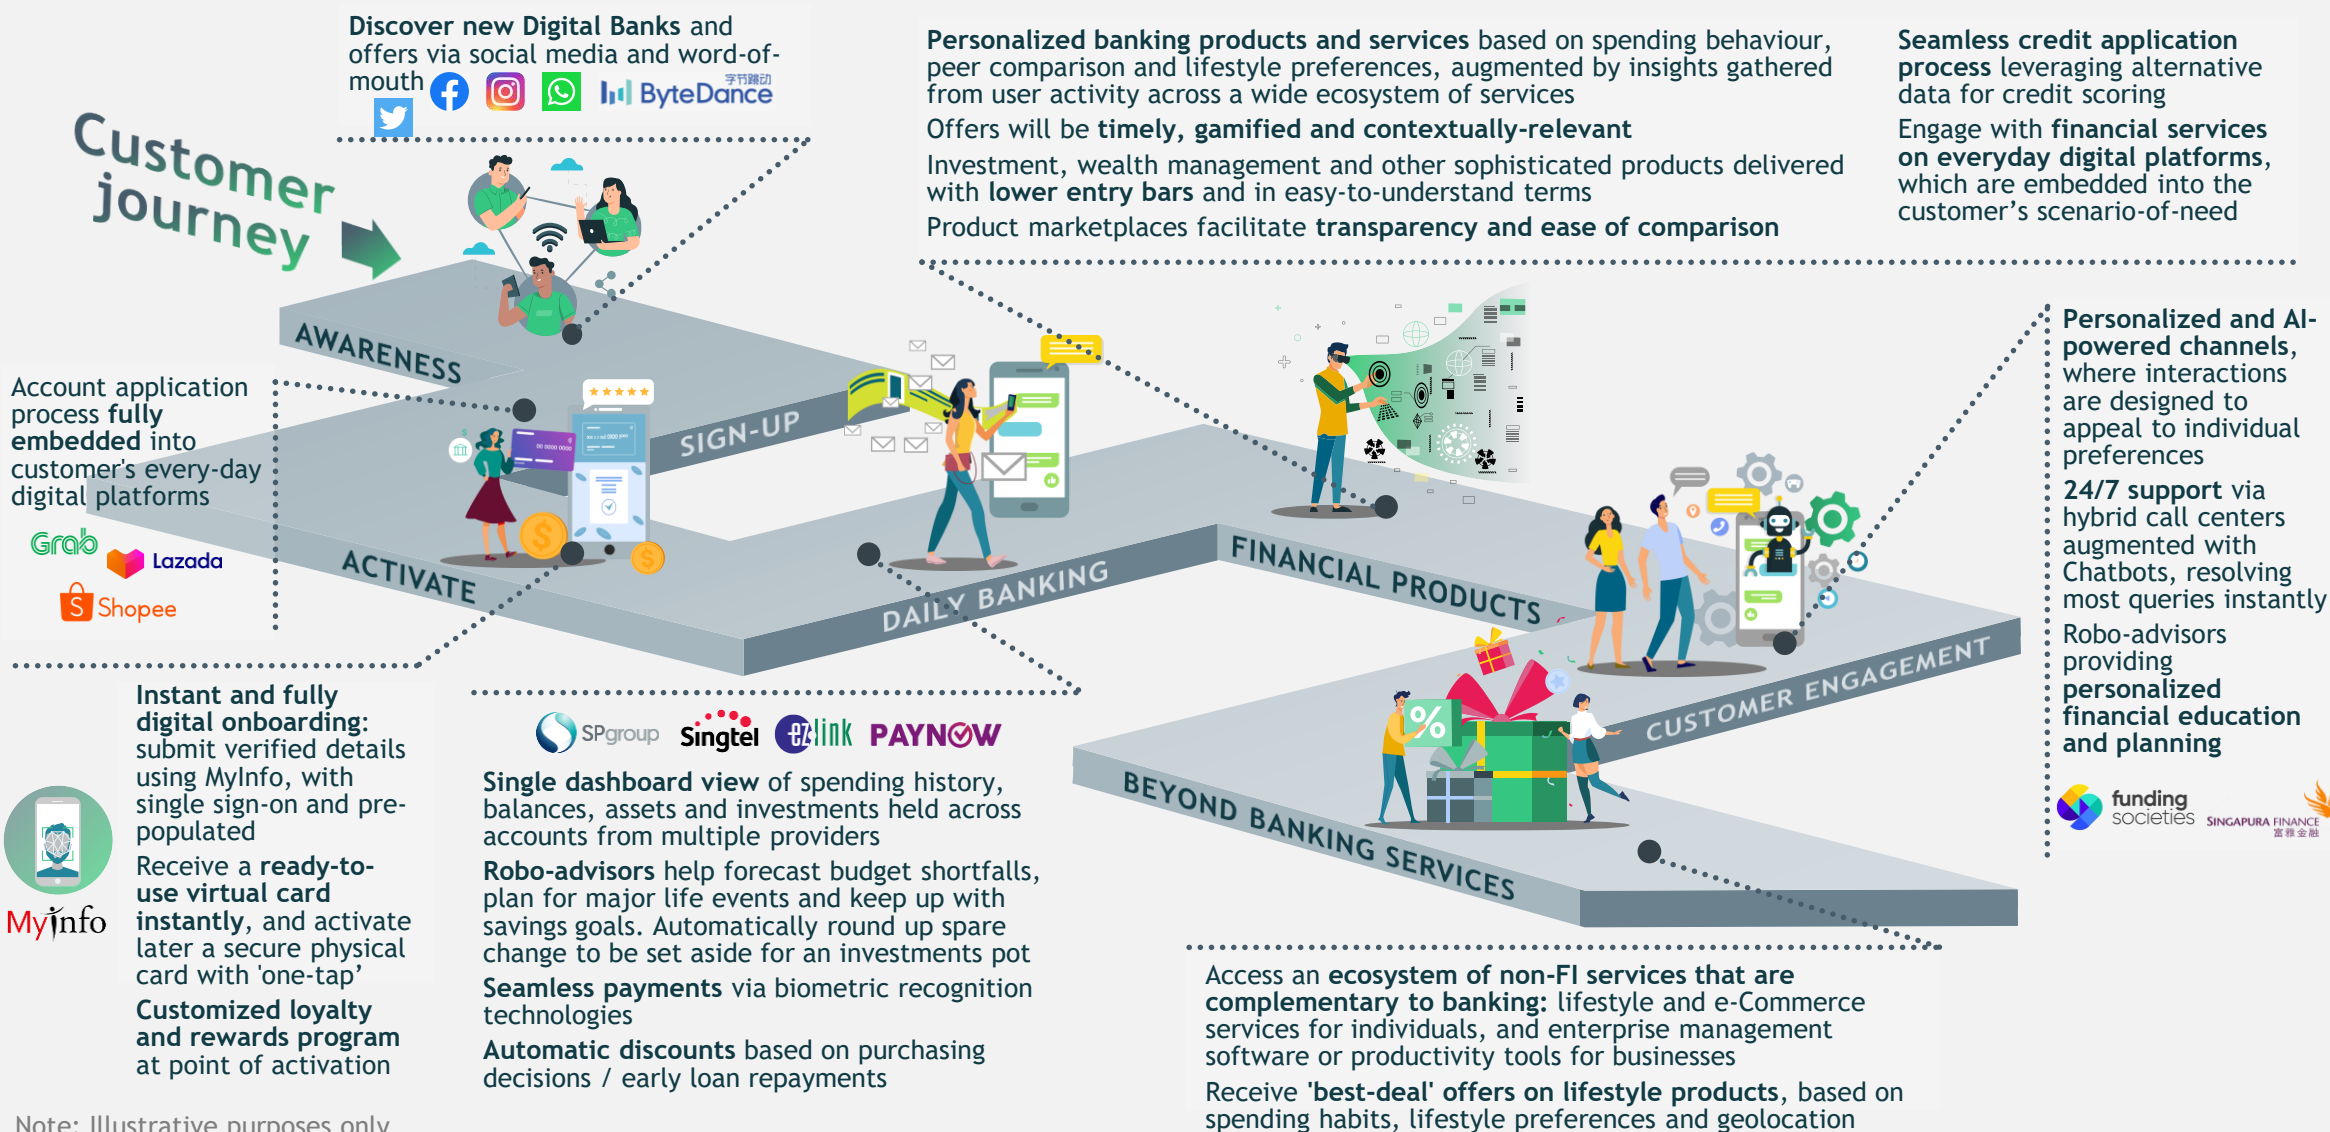 Customer
journey
Discover new Digital Banks and
offers via social media and word-of-
mouth
字节跳动
ByteDance
Personalized banking products and services based on spending behaviour,
peer comparison and lifestyle preferences, augmented by insights gathered
from user activity across a wide ecosystem of services
Offers will be timely, gamified and contextually-relevant
Investment, wealth management and other sophisticated products delivered
with lower entry bars and in easy-to-understand terms
Product marketplaces facilitate transparency and ease of comparison
Seamless credit application
process leveraging alternative
data for credit scoring
Engage with financial services
on everyday digital platforms,
which are embedded into the
customer’s scenario-of-need
AWARENESS
SIGN-UP
ACTIVATE
DAILY BANKING
FINANCIAL PRODUCTS
CUSTOMER ENGAGEMENT
BEYOND BANKING SERVICES
%
Account application
process fully
embedded into
customer's every-day
digital platforms
Grab
Lazada
S Shopee
Personalized and AI-
powered channels,
where interactions
are designed to
appeal to individual
preferences
24/7 support via
hybrid call centers
augmented with
Chatbots, resolving
most queries instantly
Robo-advisors
providing
personalized
financial education
and planning
funding
societies
SINGAPURA FINANCE
富雅金融
Instant and fully
digital onboarding:
submit verified details
using MyInfo, with
single sign-on and pre-
populated
Receive a ready-to-
use virtual card
instantly, and activate
later a secure physical
card with 'one-tap’
Customized loyalty
and rewards program
at point of activation
Myinfo
SPgroup
Singtel
ez link
PAYNOW
Single dashboard view of spending history,
balances, assets and investments held across
accounts from multiple providers
Robo-advisors help forecast budget shortfalls,
plan for major life events and keep up with
savings goals. Automatically round up spare
change to be set aside for an investments pot
Seamless payments via biometric recognition
technologies
Automatic discounts based on purchasing
decisions / early loan repayments
Access an ecosystem of non-FI services that are
complementary to banking: lifestyle and e-Commerce
services for individuals, and enterprise management
software or productivity tools for businesses
Receive 'best-deal' offers on lifestyle products, based on
spending habits, lifestyle preferences and geolocation
Note: Illustrative purposes only